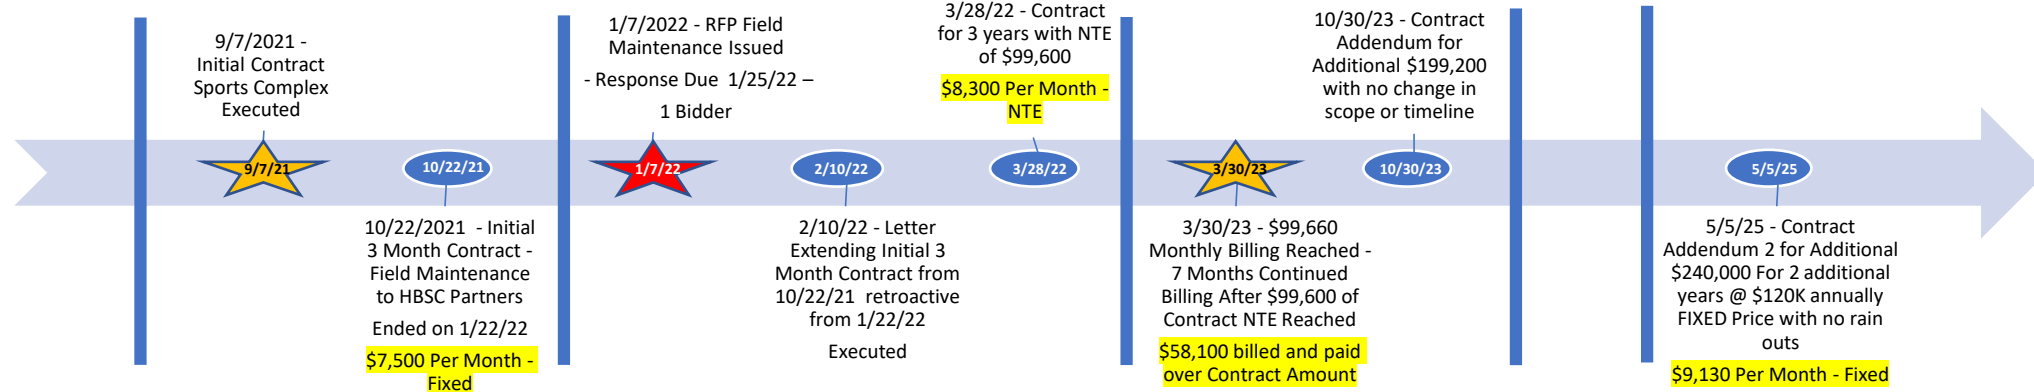 9/7/2021 -
Initial Contract
Sports Complex
Executed
9/7/21
10/22/21
10/22/2021 - Initial
3 Month Contract -
Field Maintenance
to HBSC Partners
Ended on 1/22/22
$7,500 Per Month -
Fixed
1/7/2022 - RFP Field
Maintenance Issued
- Response Due 1/25/22 –
1 Bidder
1/7/22
2/10/22
2/10/22 - Letter
Extending Initial 3
Month Contract from
10/22/21 retroactive
from 1/22/22
Executed
3/28/22 - Contract
for 3 years with NTE
of $99,600
$8,300 Per Month -
NTE
3/28/22
3/30/23
3/30/23 - $99,660
Monthly Billing Reached -
7 Months Continued
Billing After $99,600 of
Contract NTE Reached
$58,100 billed and paid
over Contract Amount
10/30/23 - Contract
Addendum for
Additional $199,200
with no change in
scope or timeline
10/30/23
5/5/25
5/5/25 - Contract
Addendum 2 for Additional
$240,000 For 2 additional
years @ $120K annually
FIXED Price with no rain
outs
$9,130 Per Month - Fixed